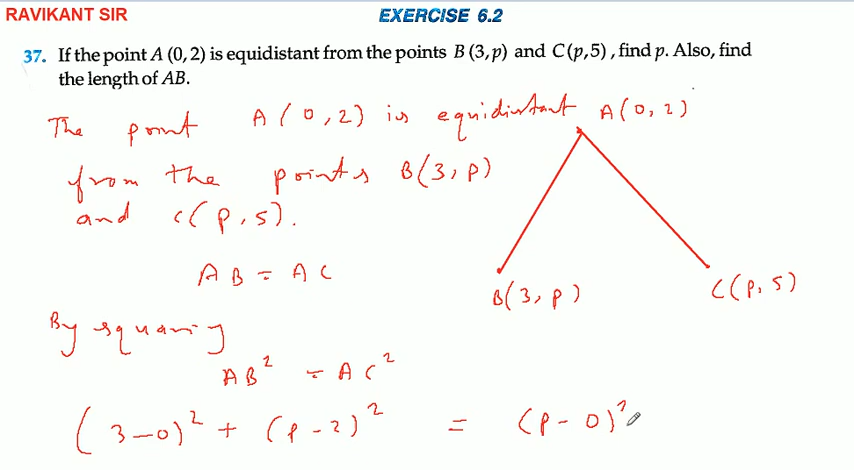 RAVIKANT SIR
EXERCISE 6.2
37. If the point A (0, 2) is equidistant from the points B (3, p) and C (p, 5) , find p. Also, find
the length of AB.
The point A(0,2) is equidistant
from the points B(3,P)
and C(P,5).
AB = AC
By squaring
AB² = AC²
(3-0)² + (P-2)² = (P-0)²
A(0,2)
B(3,P)
C(P,5)